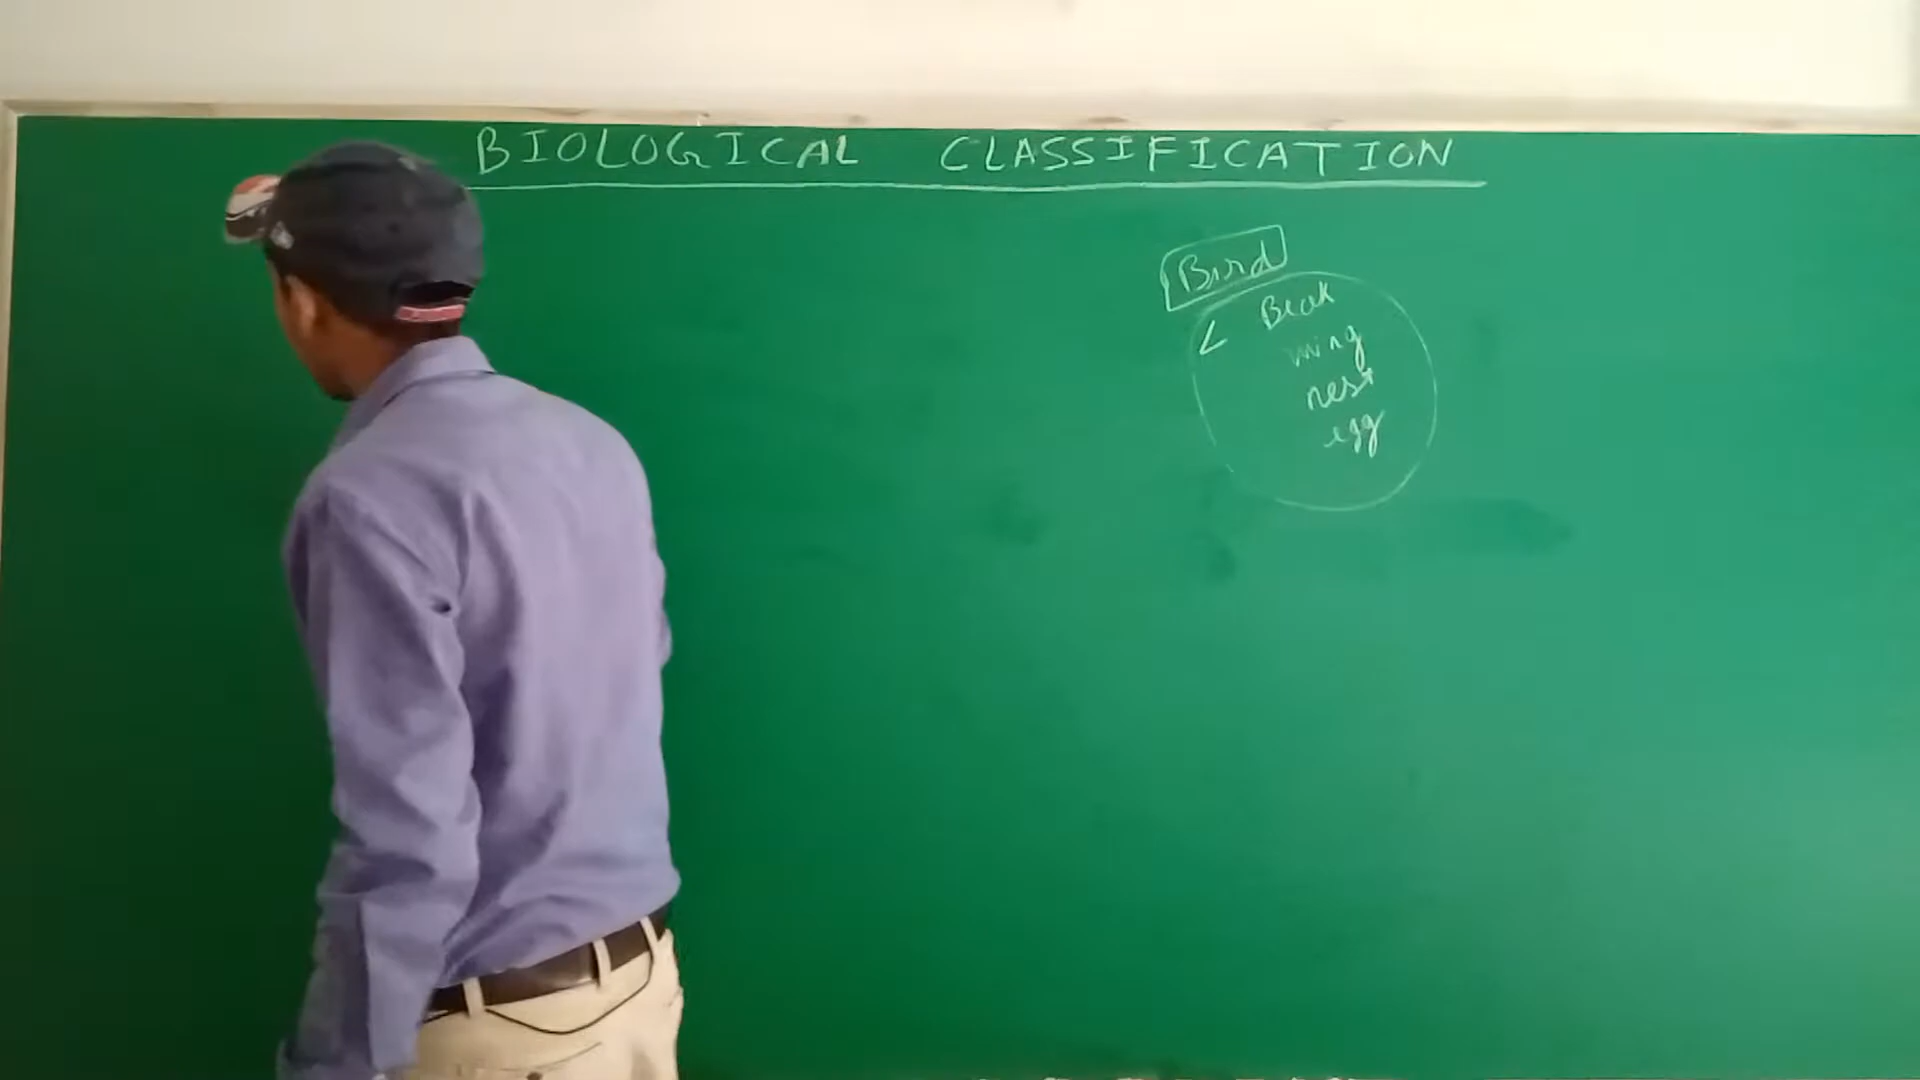 BIOLOGICAL CLASSIFICATION
Bird
Beak
wing
nest
egg